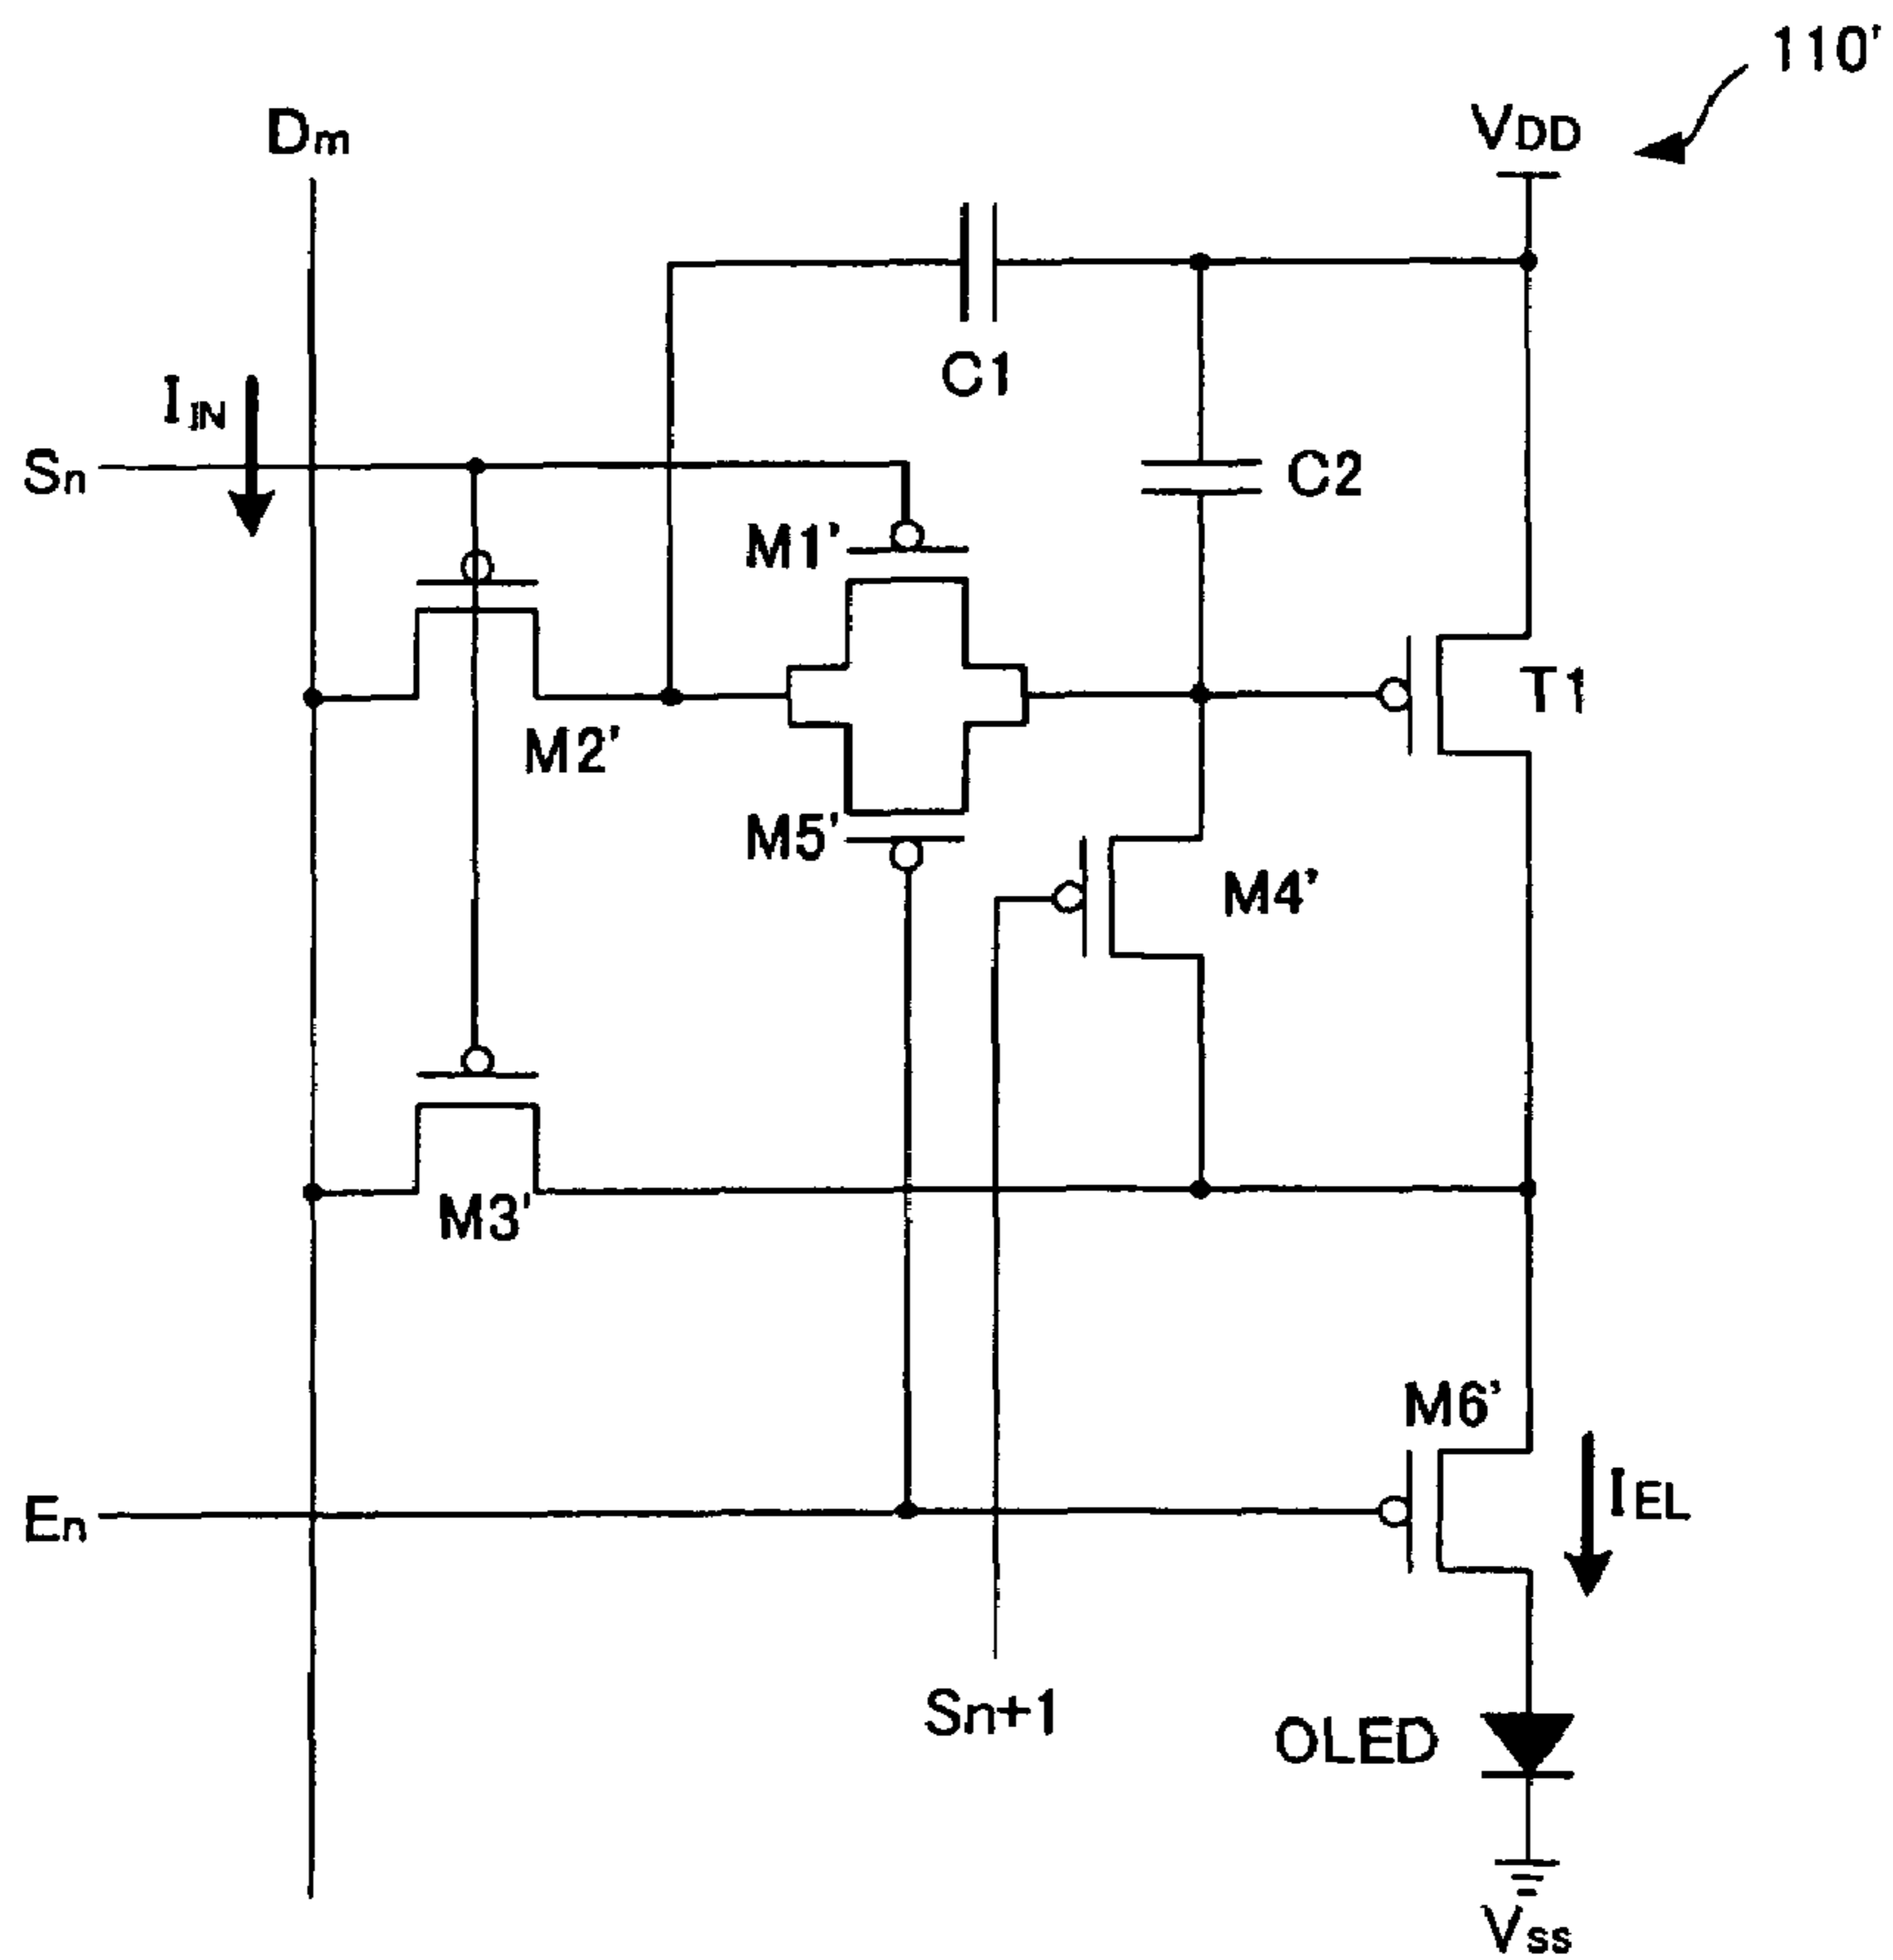 110'
Dm
VDD
C1
IIN
Sn
C2
M1'
T1
M2'
M5'
M4'
M3'
M6'
IEL
En
Sn+1
OLED
Vss